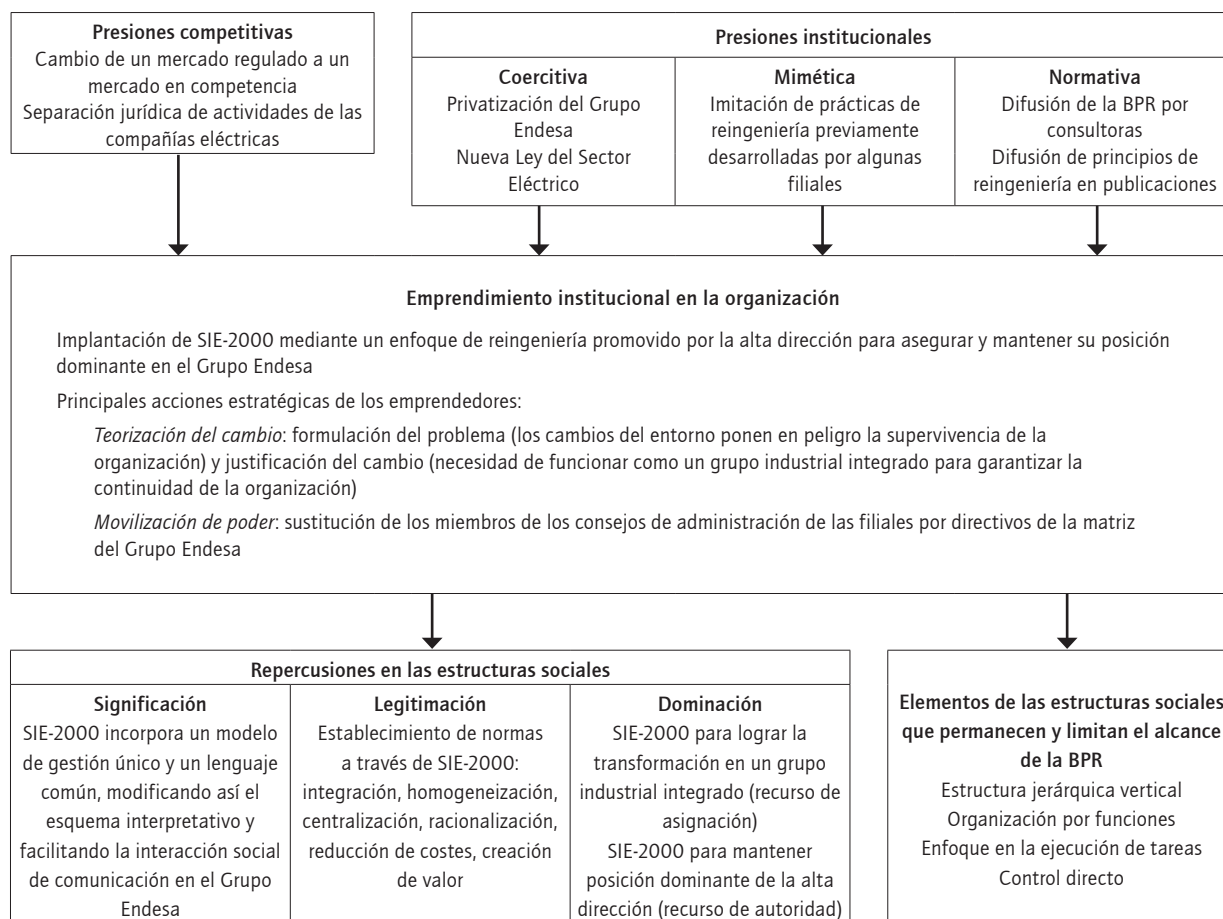 Presiones competitivas
Cambio de un mercado regulado a un
mercado en competencia
Separación jurídica de actividades de las
compañías eléctricas
Presiones institucionales
Coercitiva
Privatización del Grupo
Endesa
Nueva Ley del Sector
Eléctrico
Mimética
Imitación de prácticas de
reingeniería previamente
desarrolladas por algunas
filiales
Normativa
Difusión de la BPR por
consultoras
Difusión de principios de
reingeniería en publicaciones
Emprendimiento institucional en la organización
Implantación de SIE-2000 mediante un enfoque de reingeniería promovido por la alta dirección para asegurar y mantener su posición
dominante en el Grupo Endesa
Principales acciones estratégicas de los emprendedores:
Teorización del cambio: formulación del problema (los cambios del entorno ponen en peligro la supervivencia de la
organización) y justificación del cambio (necesidad de funcionar como un grupo industrial integrado para garantizar la
continuidad de la organización)
Movilización de poder: sustitución de los miembros de los consejos de administración de las filiales por directivos de la matriz
del Grupo Endesa
Repercusiones en las estructuras sociales
Significación
SIE-2000 incorpora un modelo
de gestión único y un lenguaje
común, modificando así el
esquema interpretativo y
facilitando la interacción social
de comunicación en el Grupo
Endesa
Legitimación
Establecimiento de normas
a través de SIE-2000:
integración, homogeneización,
centralización, racionalización,
reducción de costes, creación
de valor
Dominación
SIE-2000 para lograr la
transformación en un grupo
industrial integrado (recurso de
asignación)
SIE-2000 para mantener
posición dominante de la alta
dirección (recurso de autoridad)
Elementos de las estructuras sociales
que permanecen y limitan el alcance
de la BPR
Estructura jerárquica vertical
Organización por funciones
Enfoque en la ejecución de tareas
Control directo